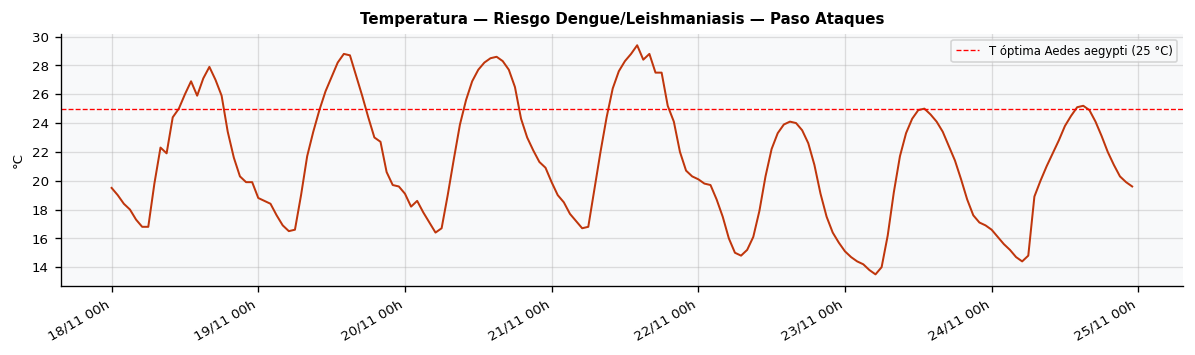 Temperatura — Riesgo Dengue/Leishmaniasis — Paso Ataques
T óptima Aedes aegypti (25 °C)
°C
30
28
26
24
22
20
18
16
14
18/11 00h
19/11 00h
20/11 00h
21/11 00h
22/11 00h
23/11 00h
24/11 00h
25/11 00h